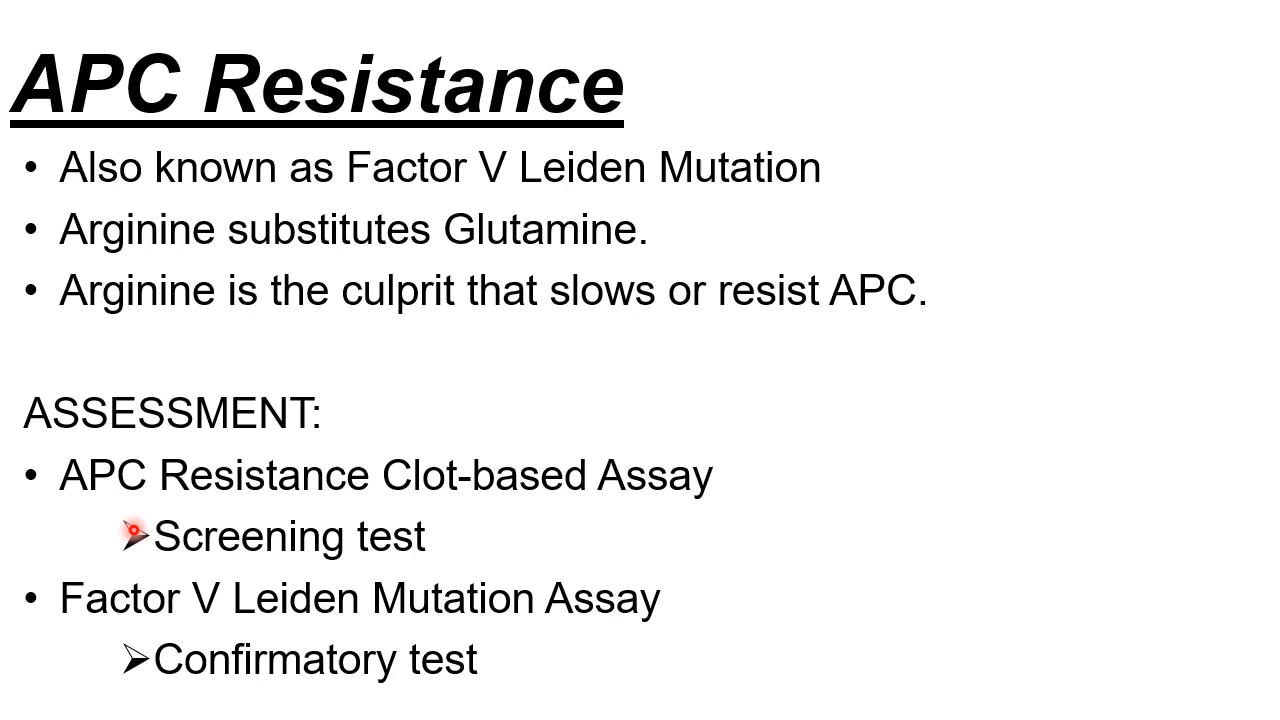 APC Resistance
• Also known as Factor V Leiden Mutation
• Arginine substitutes Glutamine.
• Arginine is the culprit that slows or resist APC.
ASSESSMENT:
• APC Resistance Clot-based Assay
➢Screening test
• Factor V Leiden Mutation Assay
➢Confirmatory test